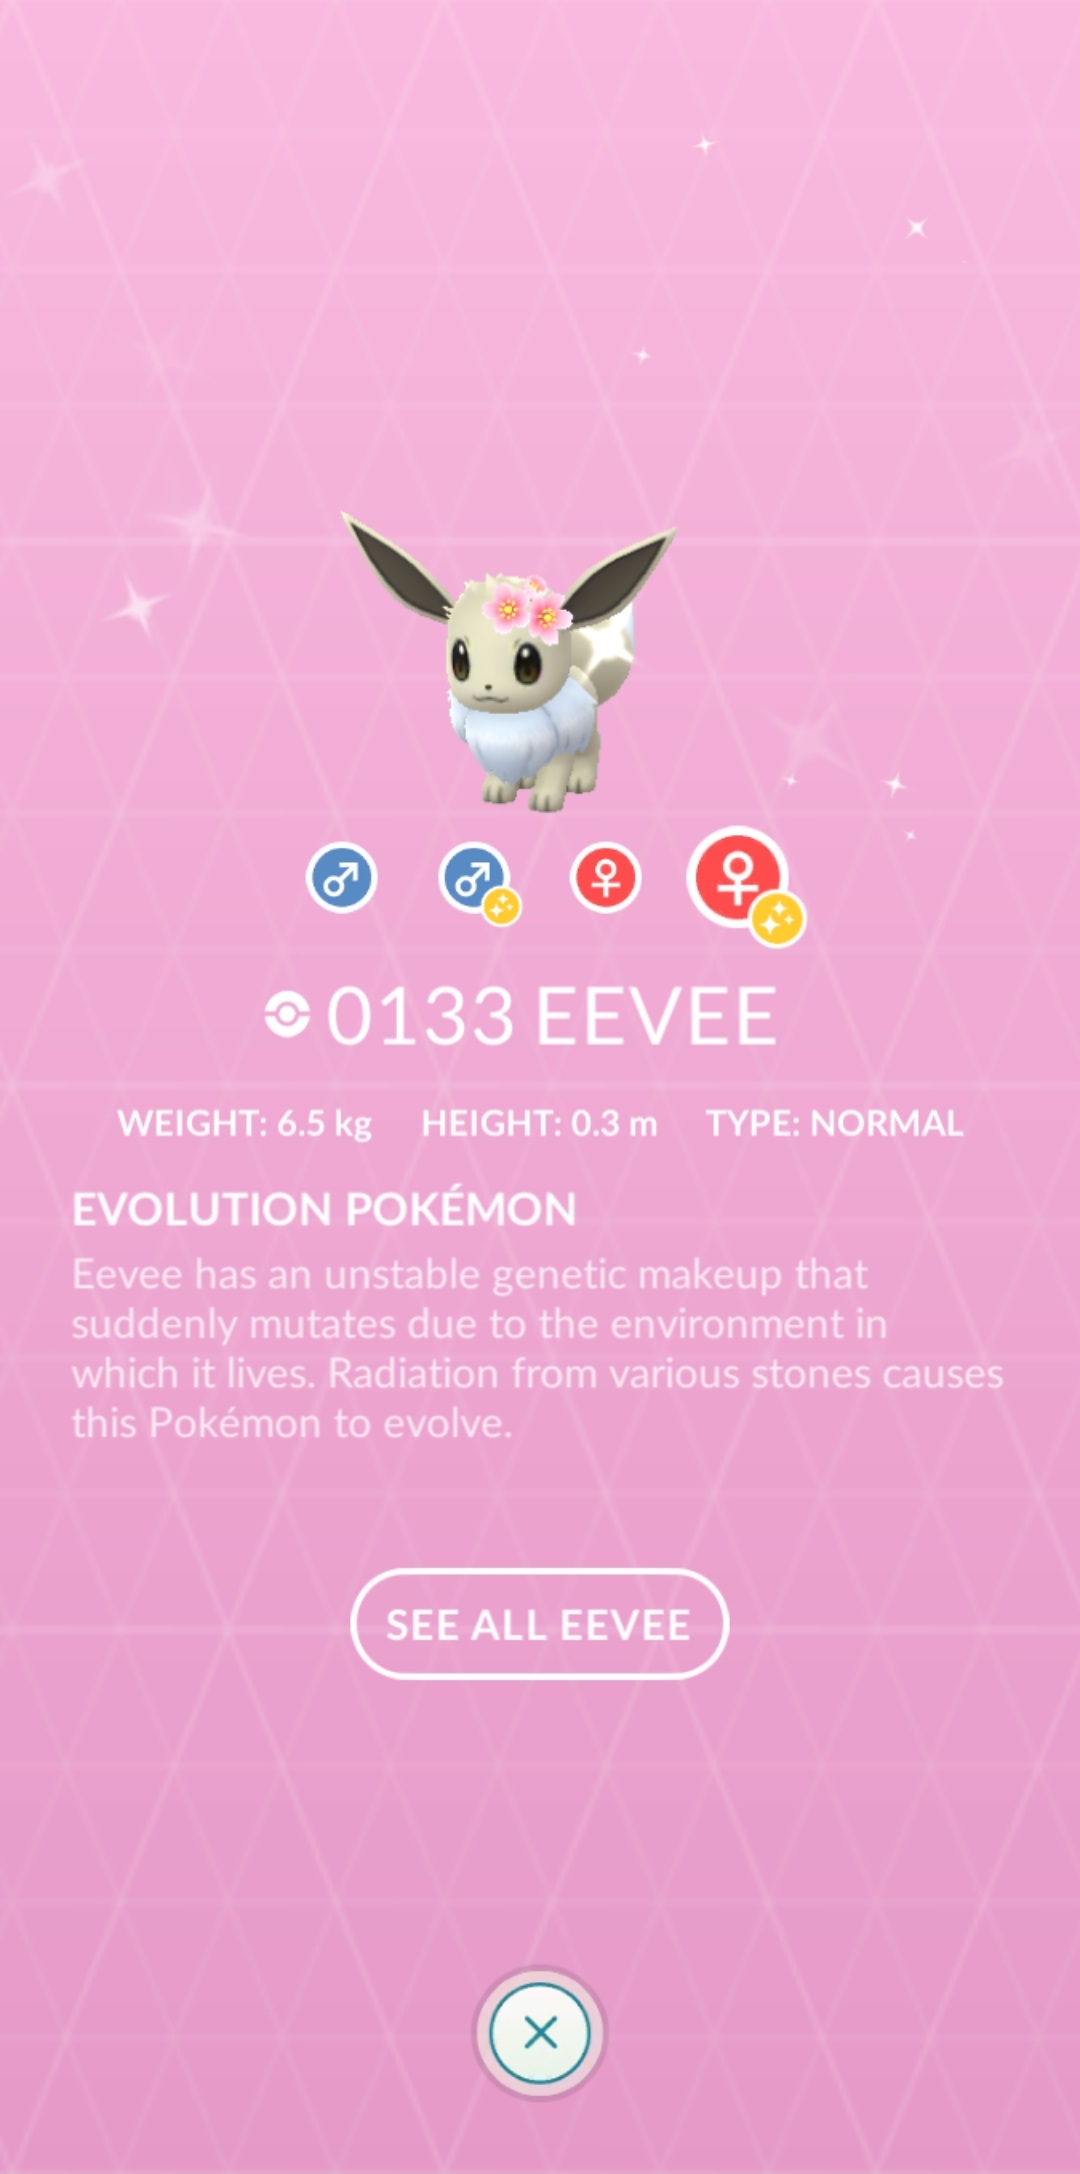 0133 EEVEE
WEIGHT: 6.5 kg HEIGHT: 0.3 m TYPE: NORMAL
EVOLUTION POKÉMON
Eevee has an unstable genetic makeup that
suddenly mutates due to the environment in
which it lives. Radiation from various stones causes
this Pokémon to evolve.
SEE ALL EEVEE